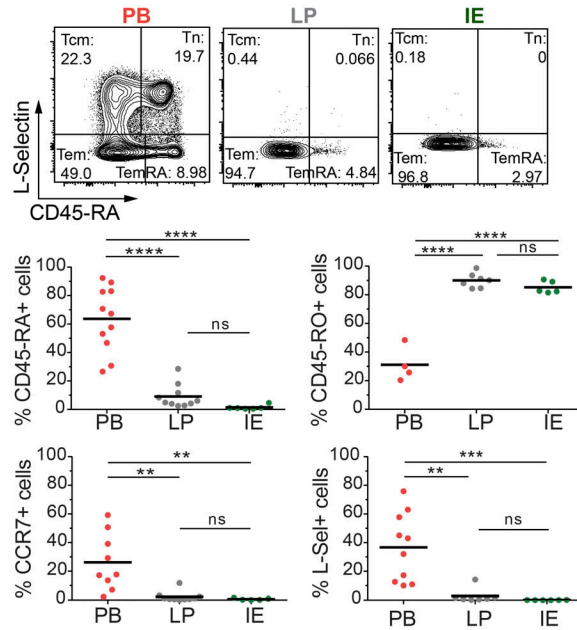 PB LP IE
Tcm: Tn: Tcm: Tn: Tcm: Tn:
22.3 19.7 0.44 0.066 0.18 0
L-Selectin
Tem: Tem: Tem: TemRA:
49.0 TemRA: 8.98 94.7 TemRA: 4.84 96.8 2.97
CD45-RA
****
****
ns
% CD45-RA+ cells
100
80
60
40
20
0
PB LP IE
****
**** ns
% CD45-RO+ cells
100
80
60
40
20
0
PB LP IE
**
**
ns
% CCR7+ cells
100
80
60
40
20
0
PB LP IE
***
**
ns
% L-Sel+ cells
100
80
60
40
20
0
PB LP IE